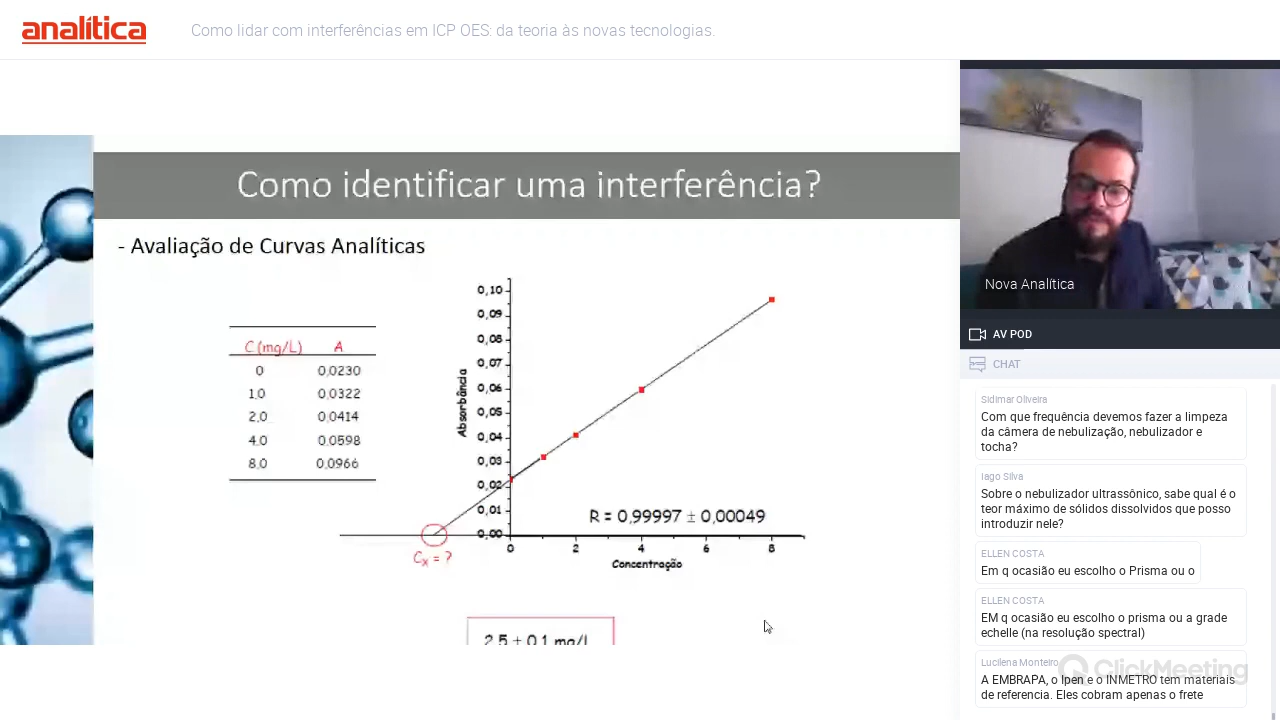 analítica
Como lidar com interferências em ICP OES: da teoria às novas tecnologias.
Como identificar uma interferência?
- Avaliação de Curvas Analíticas
C (mg/L) A
0 0,0230
1,0 0,0322
2,0 0,0414
4,0 0,0598
8,0 0,0966
Absorbância
0,10
0,09
0,08
0,07
0,06
0,05
0,04
0,03
0,02
0,01
0,00
0 2 4 6 8
Concentração
R = 0,99997 ± 0,00049
Cx = ?
2,5 ± 0,1 mg/L
Nova Analítica
AV POD
CHAT
Sidimar Oliveira
Com que frequência devemos fazer a limpeza
da câmera de nebulização, nebulizador e
tocha?
Iago Silva
Sobre o nebulizador ultrassônico, sabe qual é o
teor máximo de sólidos dissolvidos que posso
introduzir nele?
ELLEN COSTA
Em q ocasião eu escolho o Prisma ou o
ELLEN COSTA
EM q ocasião eu escolho o prisma ou a grade
echelle (na resolução spectral)
Lucilena Monteiro
A EMBRAPA, o Ipen e o INMETRO tem materiais
de referencia. Eles cobram apenas o frete
ClickMeeting